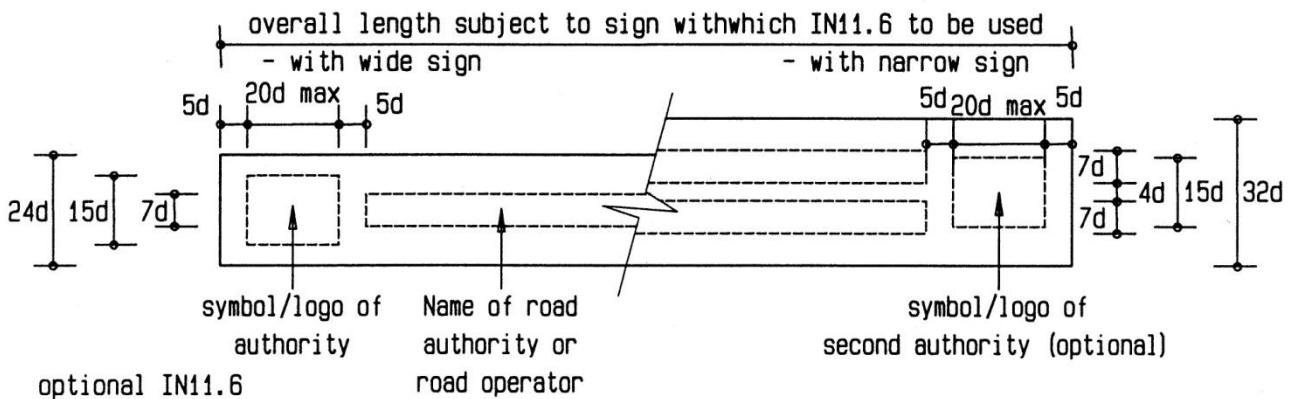 overall length subject to sign withwhich IN11.6 to be used
- with wide sign - with narrow sign
5d 20d max 5d 5d 20d max 5d
24d 15d 7d 7d 7d 4d 15d 32d
symbol/logo of authority
Name of road authority or road operator
symbol/logo of second authority (optional)
optional IN11.6